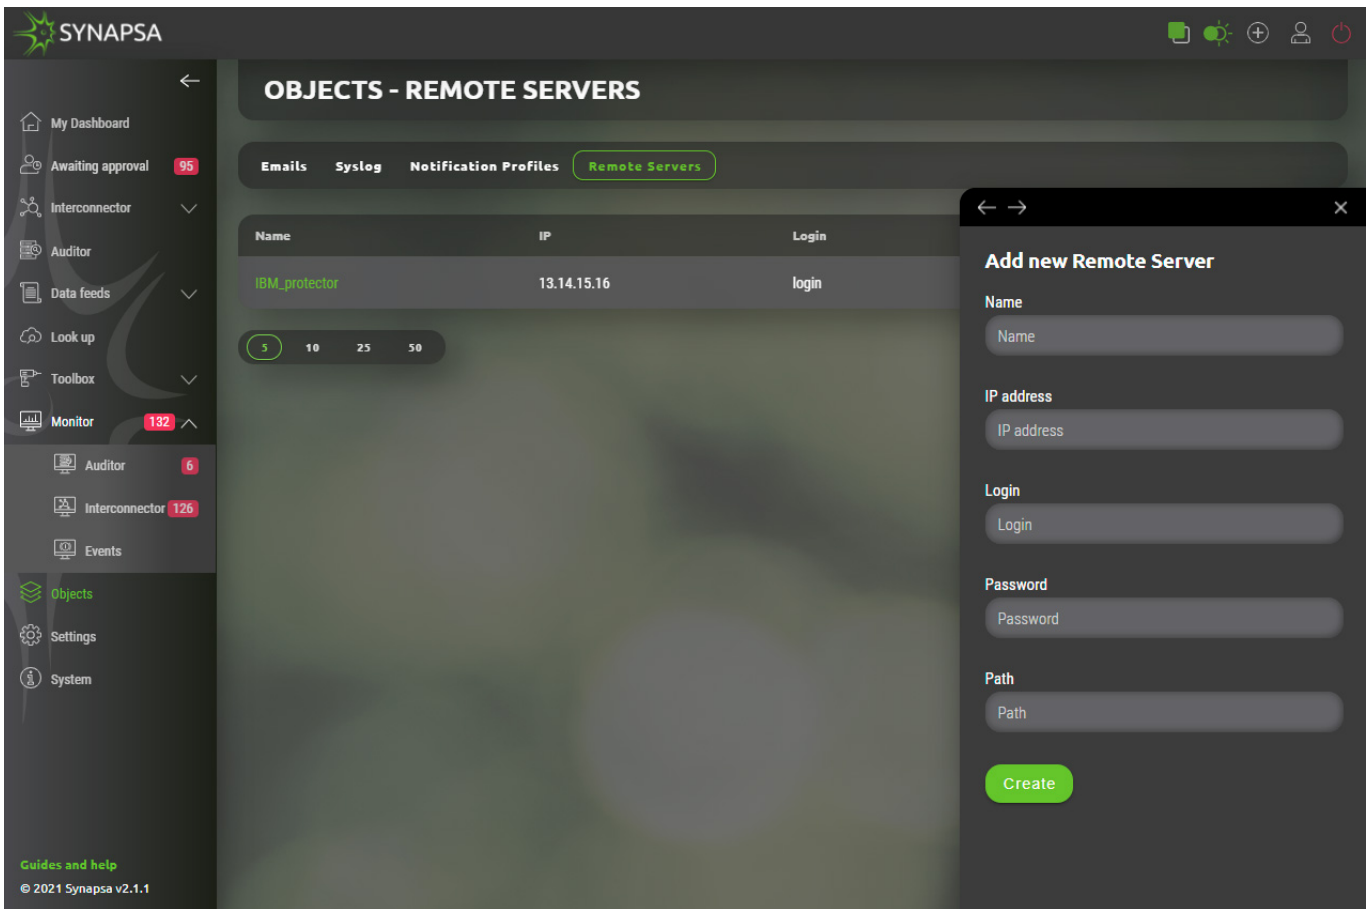 SYNAPSA
OBJECTS - REMOTE SERVERS
My Dashboard
Awaiting approval 95
Interconnector
Auditor
Data feeds
Look up
Toolbox
Monitor 132
Auditor 6
Interconnector 126
Events
Objects
Settings
System
Guides and help
© 2021 Synapsa v2.1.1
Emails Syslog Notification Profiles Remote Servers
Name IP Login
IBM_protector 13.14.15.16 login
5 10 25 50
Add new Remote Server
Name
Name
IP address
IP address
Login
Login
Password
Password
Path
Path
Create